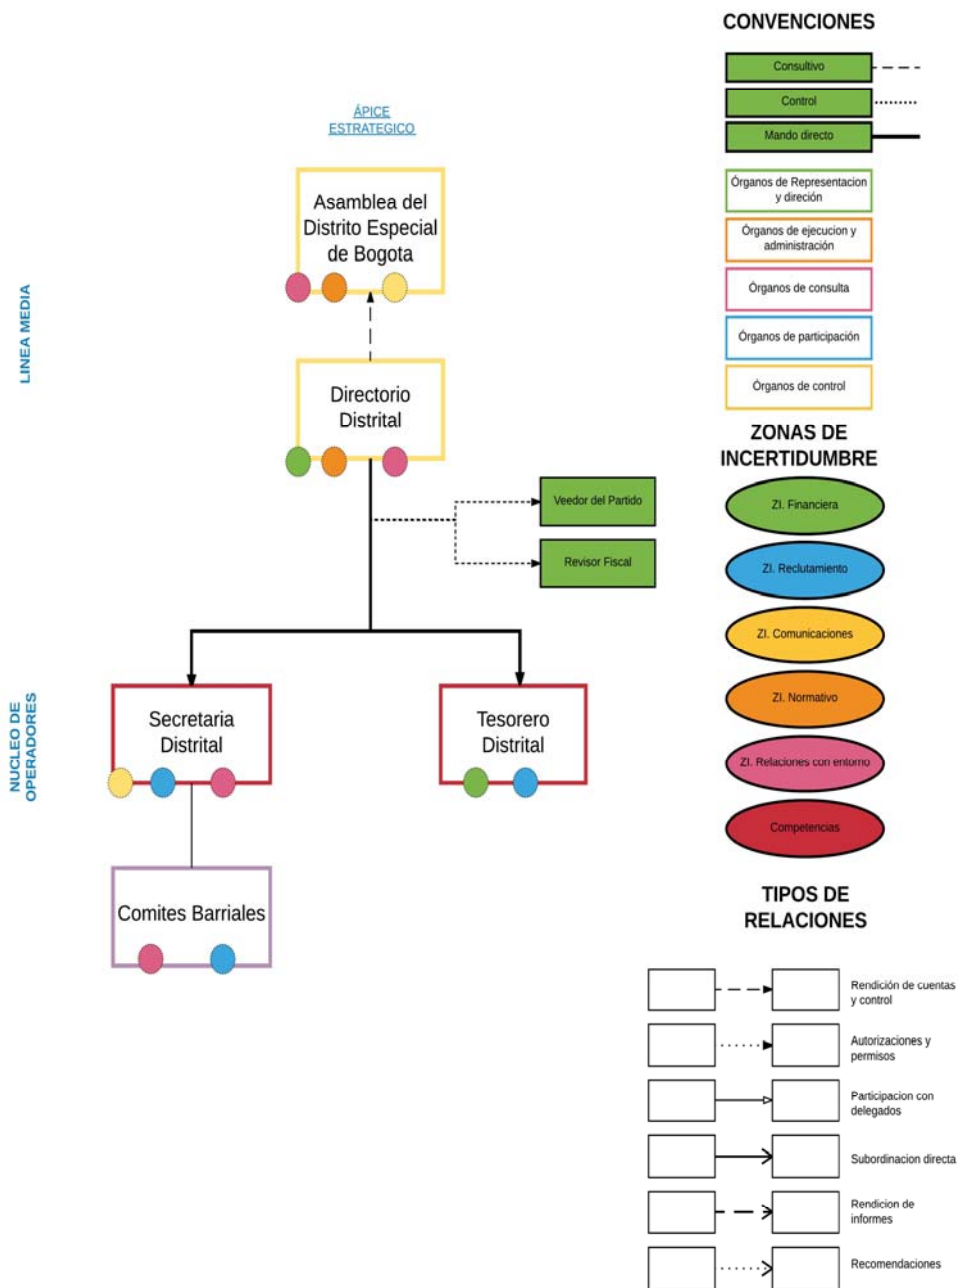 CONVENCIONES
Consultivo
Control
Mando directo
Órganos de Representacion
y direción
Órganos de ejecucion y
administración
Órganos de consulta
Órganos de participación
Órganos de control
ÁPICE
ESTRATEGICO
Asamblea del
Distrito Especial
de Bogota
LINEA MEDIA
Directorio
Distrital
Veedor del Partido
Revisor Fiscal
NUCLEO DE
OPERADORES
Secretaria
Distrital
Tesorero
Distrital
Comites Barriales
ZONAS DE
INCERTIDUMBRE
ZI. Financiera
ZI. Reclutamiento
ZI. Comunicaciones
ZI. Normativo
ZI. Relaciones con entorno
Competencias
TIPOS DE
RELACIONES
Rendición de cuentas
y control
Autorizaciones y
permisos
Participacion con
delegados
Subordinacion directa
Rendicion de
informes
Recomendaciones